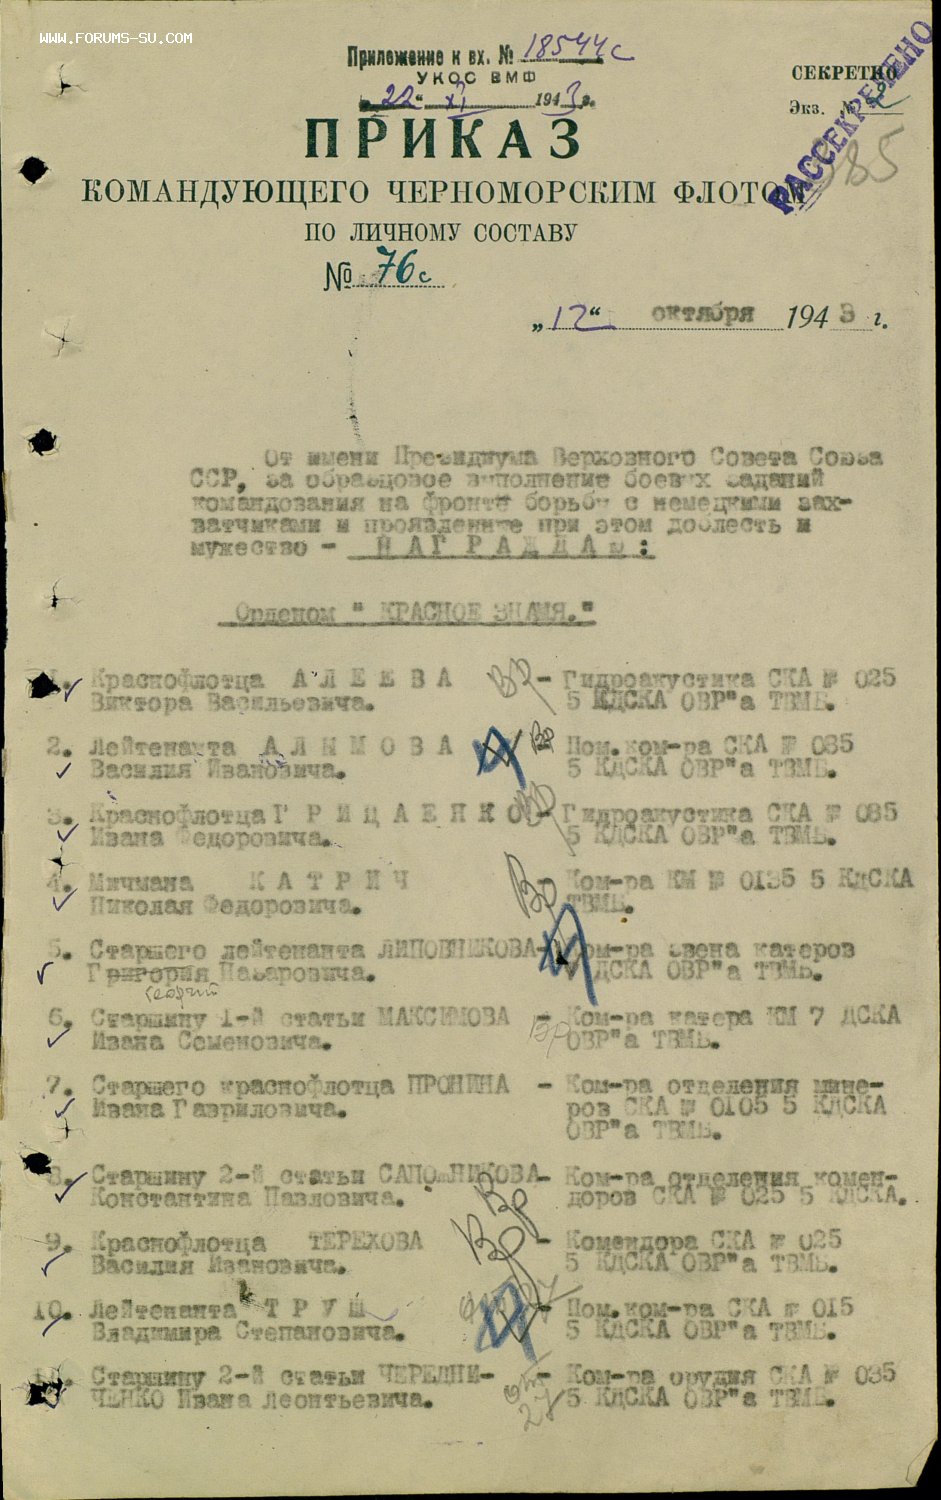 WWW.FORUMS-SU.COM
Приложение к вх. № 18544с
УКОС ВМФ
"22" XI 1943 г.
СЕКРЕТНО
Экз. № 2
РАССЕКРЕЧЕНО
385
ПРИКАЗ
КОМАНДУЮЩЕГО ЧЕРНОМОРСКИМ ФЛОТОМ
ПО ЛИЧНОМУ СОСТАВУ
№ 76с
„12“ октября 1943 г.
От имени Президиума Верховного Совета Союза
ССР, за образцовое выполнение боевых заданий
командования на фронте борьбы с немецкими зах-
ватчиками и проявленные при этом доблесть и
мужество - Н А Г Р А Ж Д А Ю :
Орденом " КРАСНОЕ ЗНАМЯ."
1. Краснофлотца А Л Е Е В А - Гидроакустика СКА № 025
Виктора Васильевича. 5 КДСКА ОВР"а ТВМБ.
2. Лейтенанта А Л Ы М О В А - Пом.ком-ра СКА № 085
Василия Ивановича. 5 КДСКА ОВР"а ТВМБ.
3. Краснофлотца Г Р И Ц А Е Н К О - Гидроакустика СКА № 085
Ивана Федоровича. 5 КДСКА ОВР"а ТВМБ.
4. Мичмана К А Т Р И Ч - Ком-ра КМ № 0135 5 КДСКА
Николая Федоровича. ТВМБ.
5. Старшего лейтенанта ЛИПОВНИКОВА - Ком-ра звена катеров
Григория Назаровича. ДСКА ОВР"а ТВМБ.
Георгий
6. Старшину 1-й статьи МАКСИМОВА - Ком-ра катера КМ 7 ДСКА
Ивана Семеновича. ОВР"а ТВМБ.
7. Старшего краснофлотца ПРОНИНА - Ком-ра отделения мине-
Ивана Гавриловича. ров СКА № 0105 5 КДСКА
ОВР"а ТВМБ.
8. Старшину 2-й статьи САПОЖНИКОВА - Ком-ра отделения комен-
Константина Павловича. доров СКА № 025 5 КДСКА.
9. Краснофлотца ТЕРЕХОВА - Комендора СКА № 025
Василия Ивановича. 5 КДСКА ОВР"а ТВМБ.
10. Лейтенанта Т Р У Ш - Пом.ком-ра СКА № 015
Владимира Степановича. 5 КДСКА ОВР"а ТВМБ.
11. Старшину 2-й статьи ЧЕРЕДНИ- - Ком-ра орудия СКА № 035
ЧЕНКО Ивана Леонтьевича. 5 КДСКА ОВР"а ТВМБ.